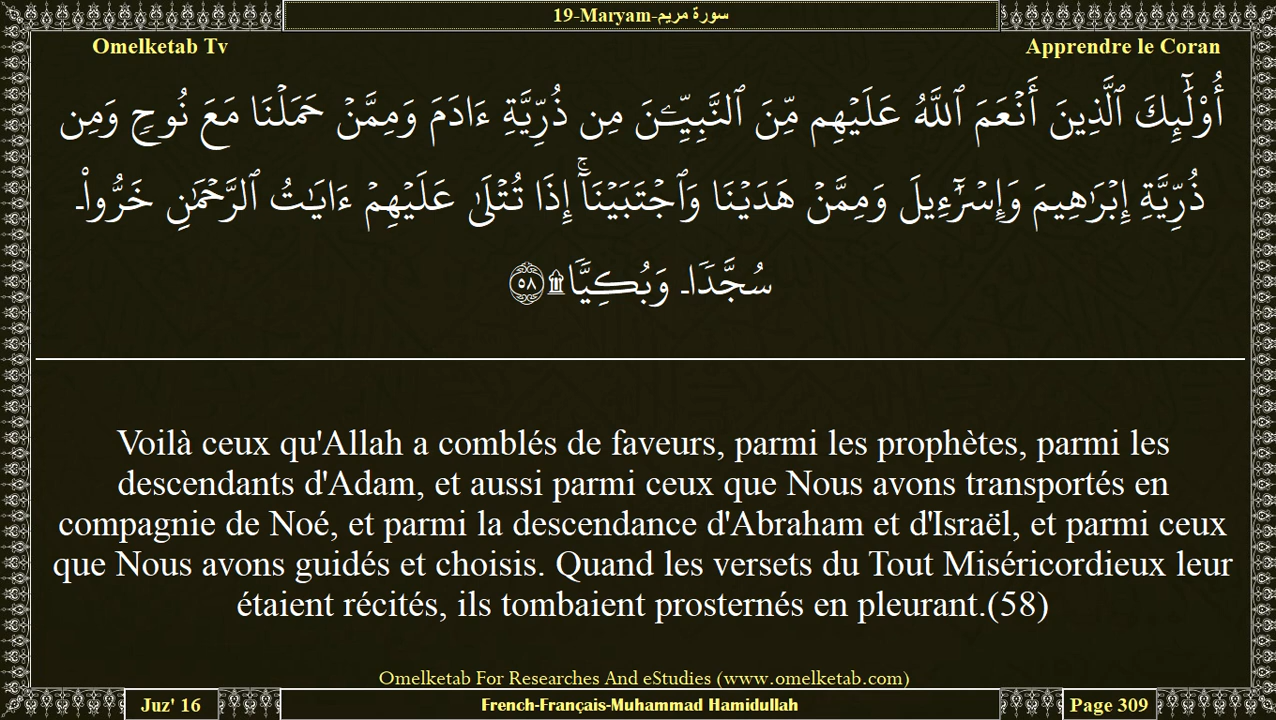 19-Maryam-سورة مريم
Omelketab Tv
Apprendre le Coran
أُوْلَٰٓئِكَ ٱلَّذِينَ أَنۡعَمَ ٱللَّهُ عَلَيۡهِم مِّنَ ٱلنَّبِيِّـۧنَ مِن ذُرِّيَّةِ ءَادَمَ وَمِمَّنۡ حَمَلۡنَا مَعَ نُوحٖ وَمِن
ذُرِّيَّةِ إِبۡرَٰهِيمَ وَإِسۡرَـٰٓءِيلَ وَمِمَّنۡ هَدَيۡنَا وَٱجۡتَبَيۡنَآۚ إِذَا تُتۡلَىٰ عَلَيۡهِمۡ ءَايَٰتُ ٱلرَّحۡمَٰنِ خَرُّواْۤ
سُجَّدٗاۤ وَبُكِيّٗا۩ ٥٨
Voilà ceux qu'Allah a comblés de faveurs, parmi les prophètes, parmi les
descendants d'Adam, et aussi parmi ceux que Nous avons transportés en
compagnie de Noé, et parmi la descendance d'Abraham et d'Israël, et parmi ceux
que Nous avons guidés et choisis. Quand les versets du Tout Miséricordieux leur
étaient récités, ils tombaient prosternés en pleurant.(58)
Omelketab For Researches And eStudies (www.omelketab.com)
Juz' 16
French-Français-Muhammad Hamidullah
Page 309